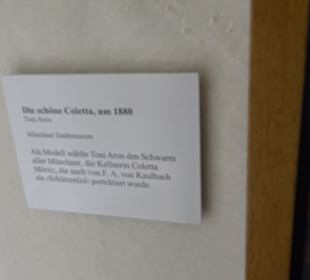 Die schöne Coletta, um 1880
Toni Aron
Münchner Stadtmuseum
Als Modell wählte Toni Aron den Schwarm
aller Münchner, die Kellnerin Coletta
Möritz, die auch von F. A. von Kaulbach
als ›Schützenlisl‹ porträtiert wurde.